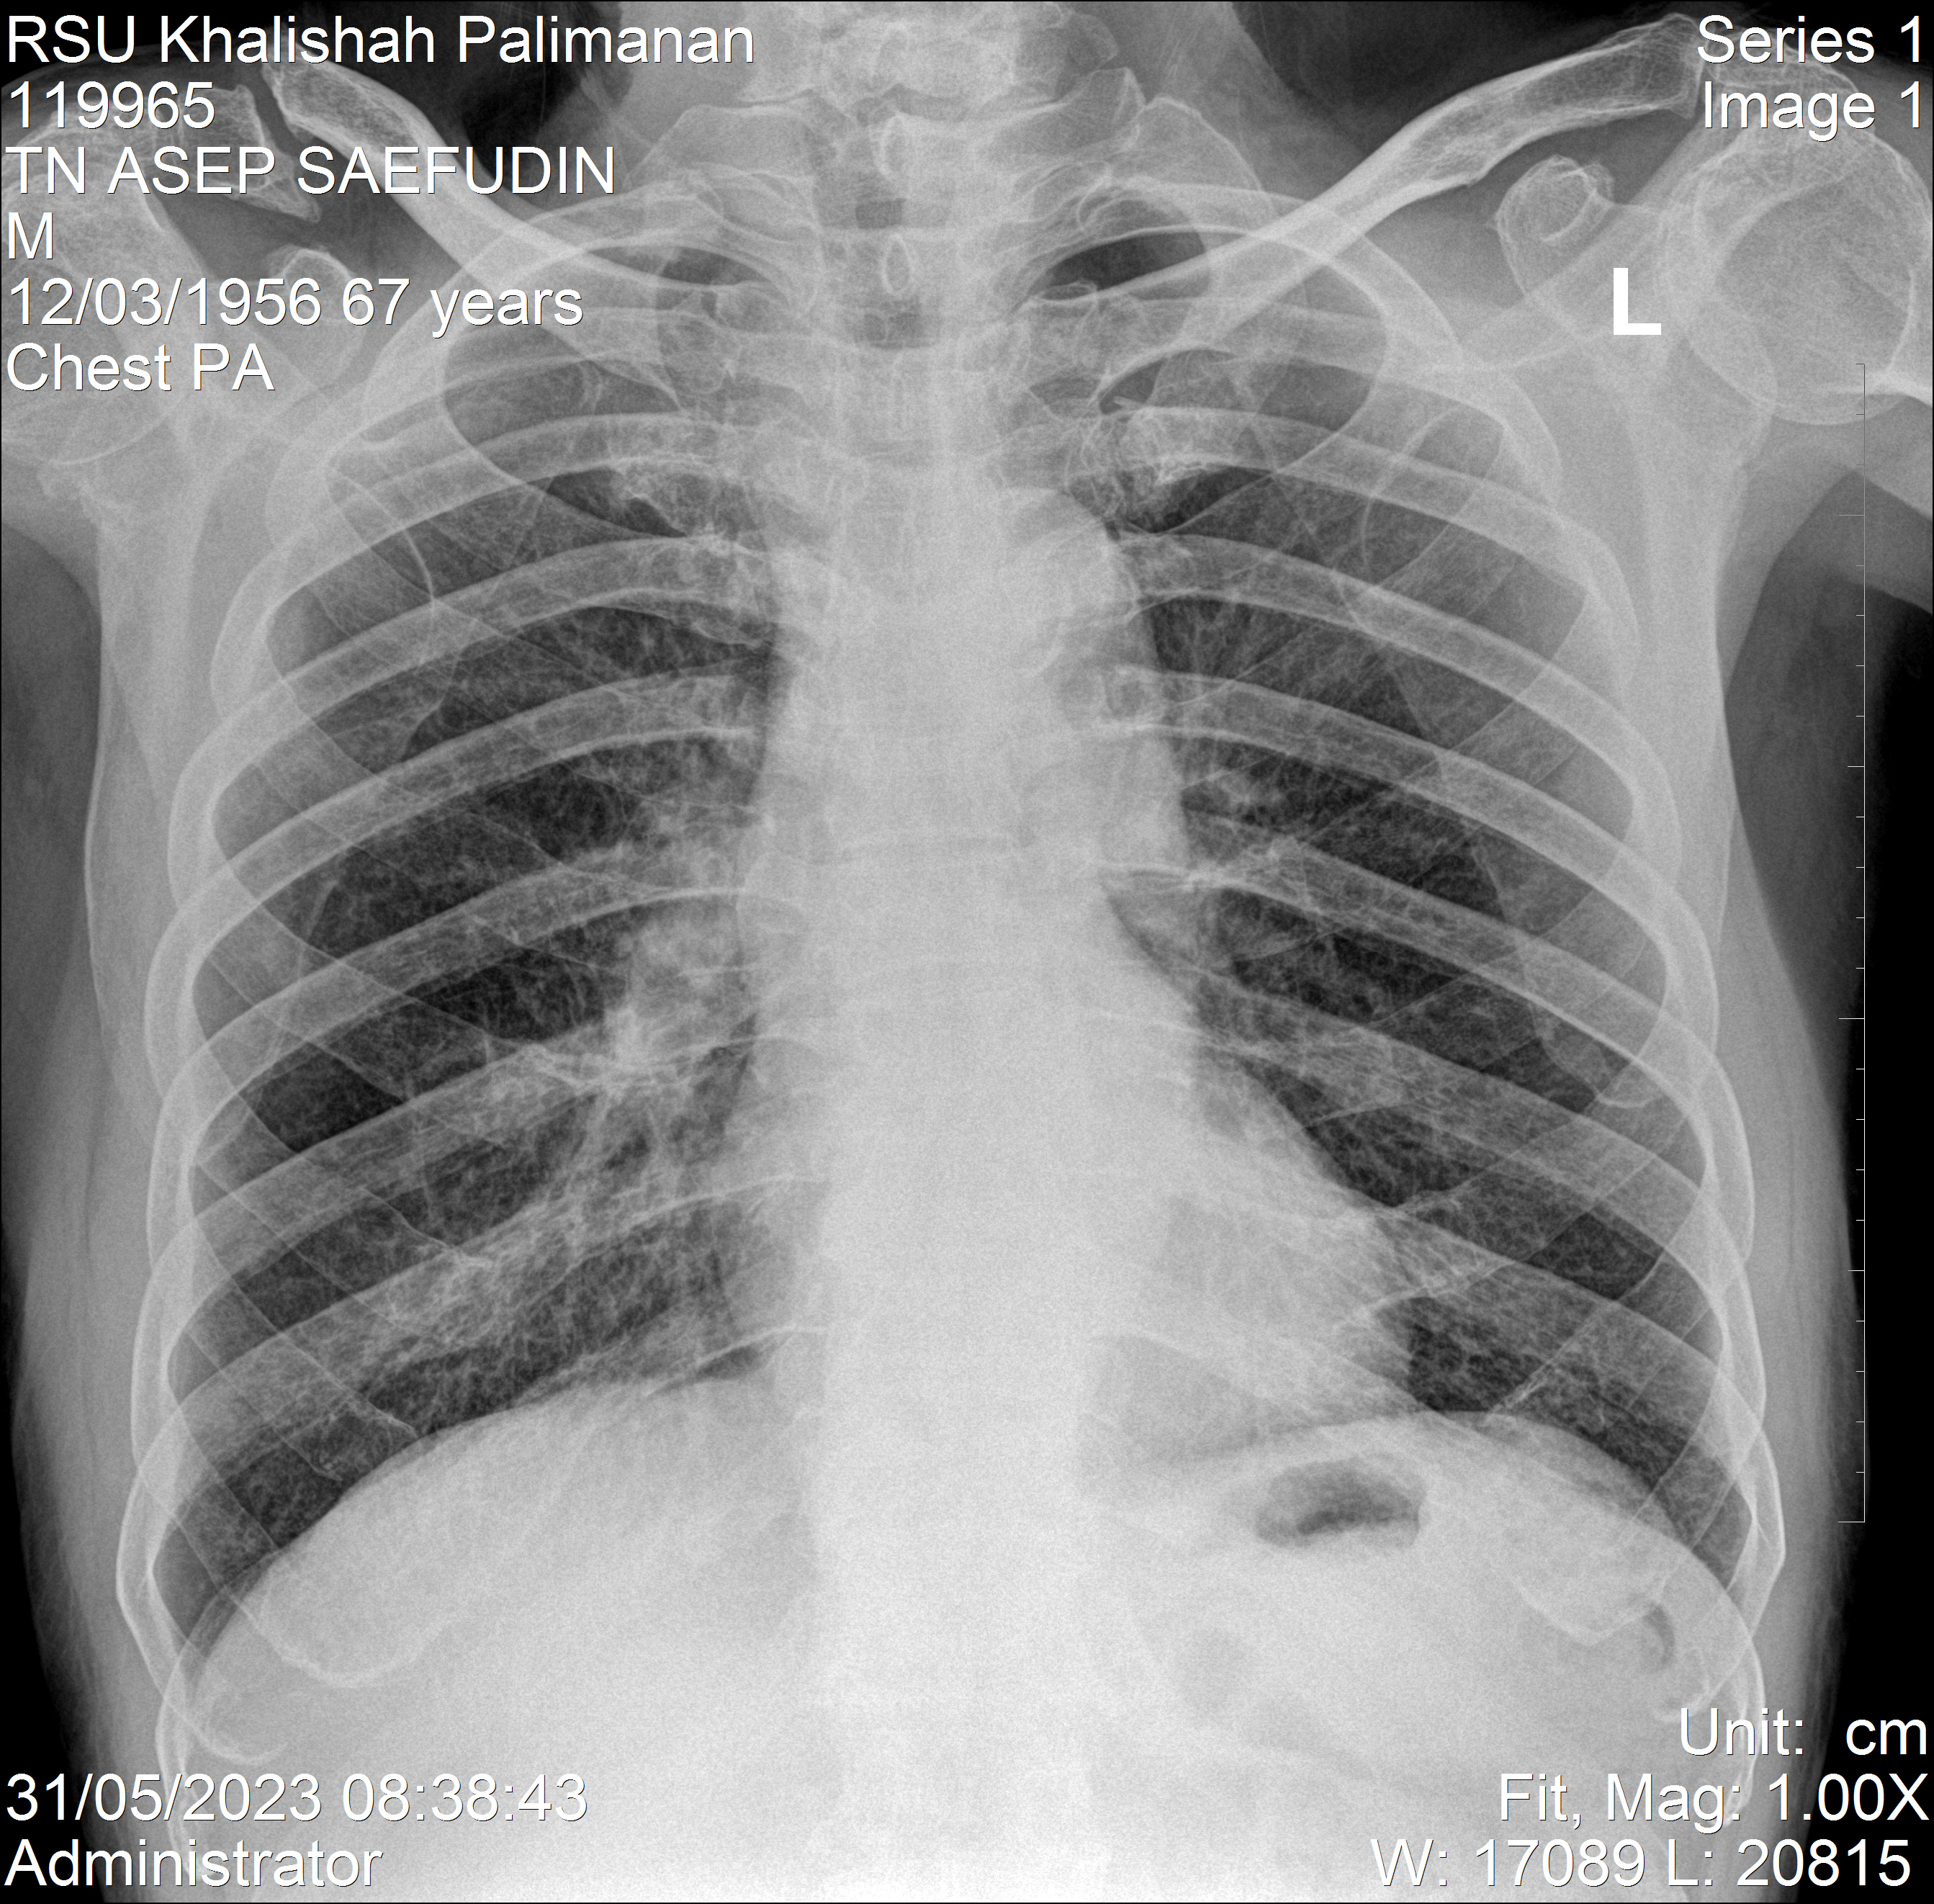 RSU Khalishah Palimanan
119965
TN ASEP SAEFUDIN
M
12/03/1956 67 years
Chest PA
Series 1
Image 1
L
31/05/2023 08:38:43
Administrator
Unit: cm
Fit, Mag: 1.00X
W: 17089 L: 20815